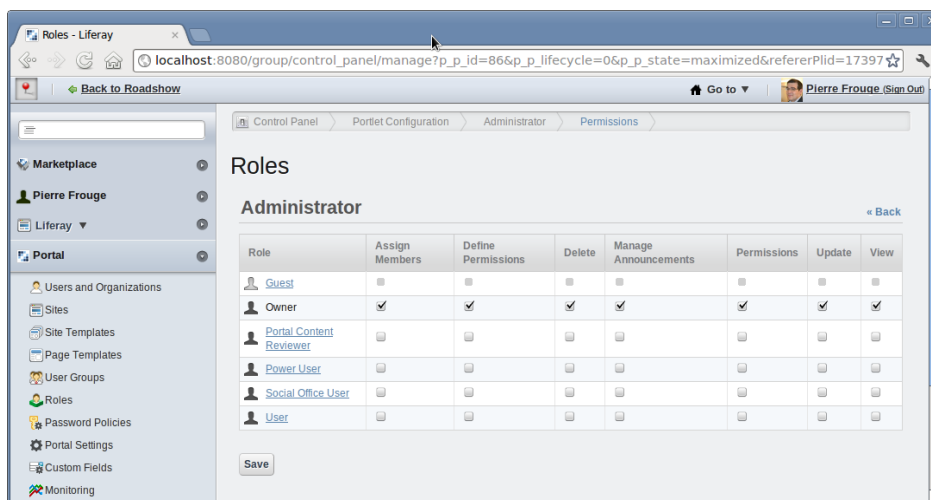 Roles - Liferay
localhost:8080/group/control_panel/manage?p_p_id=86&p_p_lifecycle=0&p_p_state=maximized&refererPlid=17397
Back to Roadshow
Go to ▼
Pierre Frouge (Sign Out)
Control Panel
Portlet Configuration
Administrator
Permissions
Marketplace
Pierre Frouge
Liferay ▼
Portal
Users and Organizations
Sites
Site Templates
Page Templates
User Groups
Roles
Password Policies
Portal Settings
Custom Fields
Monitoring
Roles
Administrator
« Back
Role
Assign Members
Define Permissions
Delete
Manage Announcements
Permissions
Update
View
Guest
Owner
Portal Content
Reviewer
Power User
Social Office User
User
Save